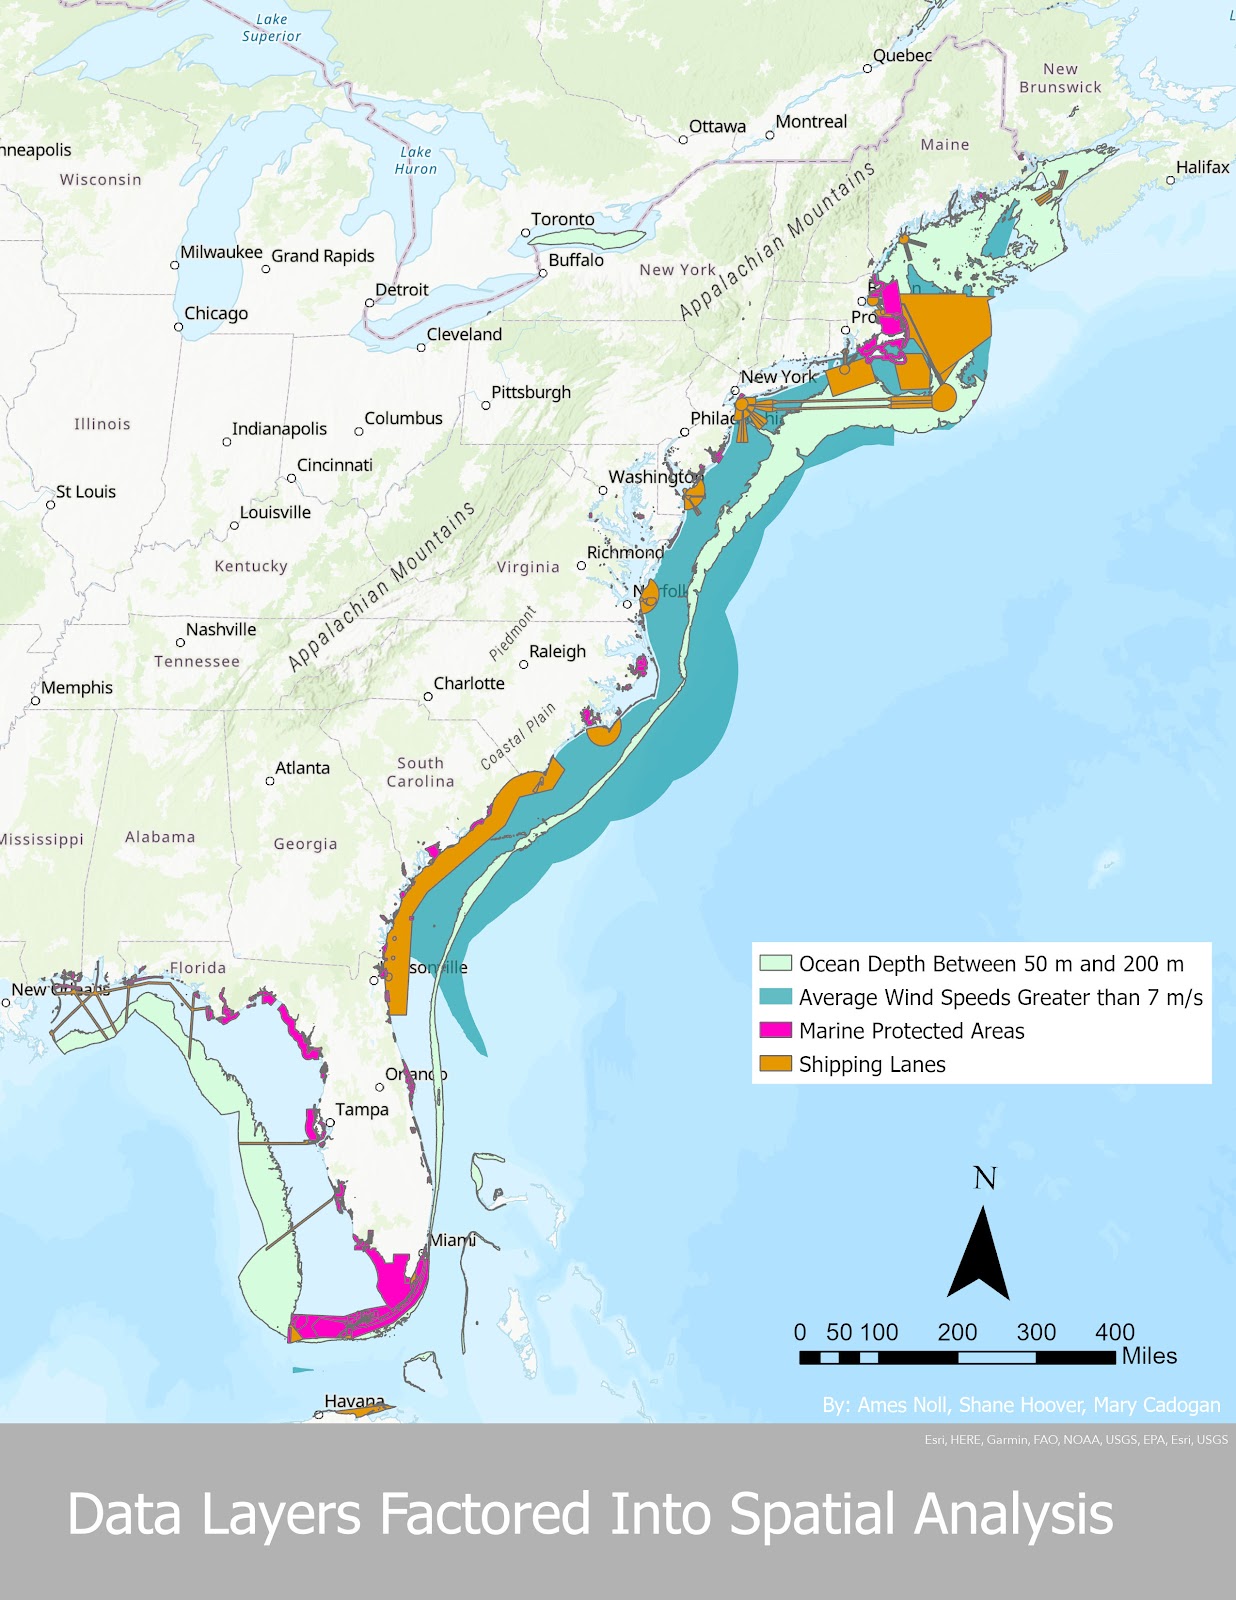 Lake
Superior
Quebec
New
Brunswick
Ottawa
Montreal
Maine
nneapolis
Lake
Huron
Wisconsin
Halifax
Toronto
Milwaukee
Grand Rapids
Buffalo
New York
Appalachian Mountains
Detroit
Chicago
Cleveland
New York
Pittsburgh
Illinois
Columbus
Indianapolis
Cincinnati
Washington
St Louis
Louisville
Richmond
Kentucky
Virginia
Appalachian Mountains
Norfolk
Nashville
Piedmont
Raleigh
Tennessee
Charlotte
Memphis
Coastal Plain
South
Carolina
Atlanta
Mississippi
Alabama
Georgia
Florida
sonville
New Orleans
Orlando
Tampa
Miami
Havana
Ocean Depth Between 50 m and 200 m
Average Wind Speeds Greater than 7 m/s
Marine Protected Areas
Shipping Lanes
N
0 50 100 200 300 400
Miles
By: Ames Noll, Shane Hoover, Mary Cadogan
Esri, HERE, Garmin, FAO, NOAA, USGS, EPA, Esri, USGS
Data Layers Factored Into Spatial Analysis